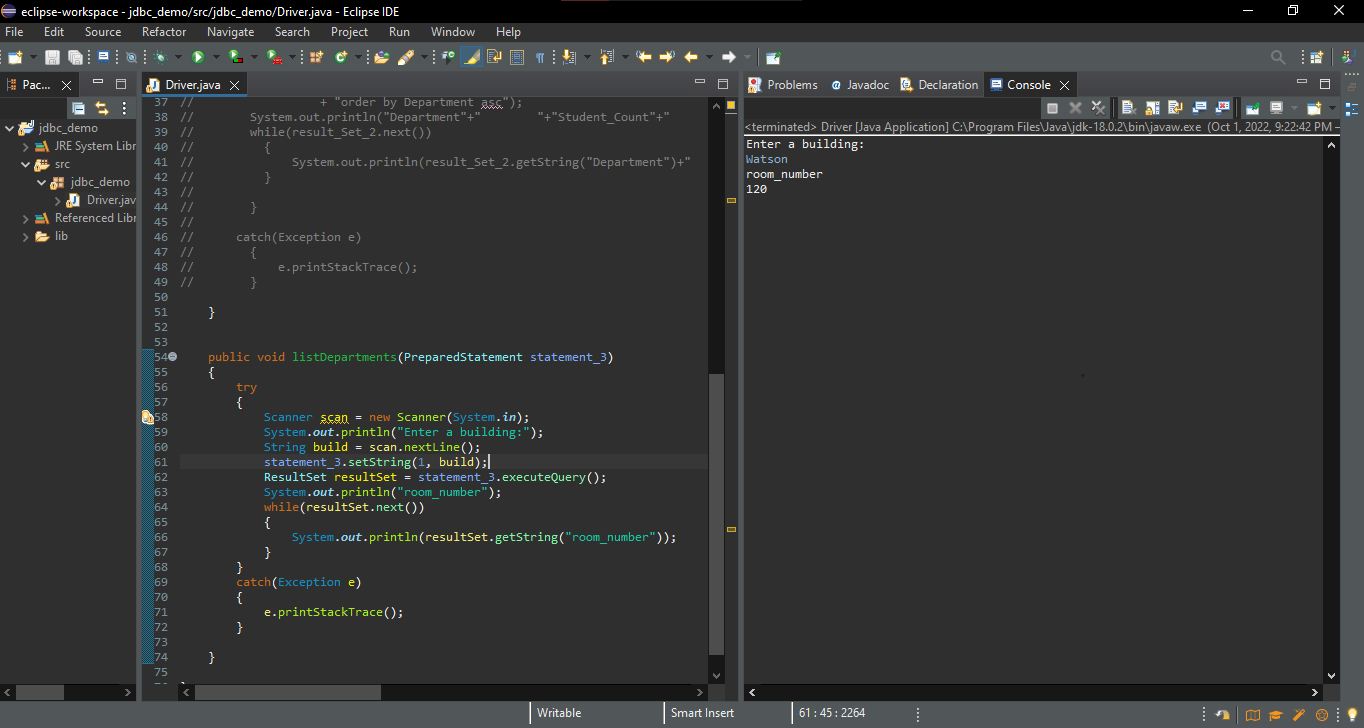 eclipse-workspace - jdbc_demo/src/jdbc_demo/Driver.java - Eclipse IDE
File Edit Source Refactor Navigate Search Project Run Window Help
Pac...
jdbc_demo
JRE System Libr
src
jdbc_demo
Driver.jav
Referenced Libr
lib
Driver.java
37 // + "order by Department asc");
38 // System.out.println("Department"+" "+"Student_Count"+"
39 // while(result_Set_2.next())
40 // {
41 // System.out.println(result_Set_2.getString("Department")+"
42 // }
43 //
44 // }
45 //
46 // catch(Exception e)
47 // {
48 // e.printStackTrace();
49 // }
50
51 }
52
53
54 public void listDepartments(PreparedStatement statement_3)
55 {
56 try
57 {
58 Scanner scan = new Scanner(System.in);
59 System.out.println("Enter a building:");
60 String build = scan.nextLine();
61 statement_3.setString(1, build);
62 ResultSet resultSet = statement_3.executeQuery();
63 System.out.println("room_number");
64 while(resultSet.next())
65 {
66 System.out.println(resultSet.getString("room_number"));
67 }
68 }
69 catch(Exception e)
70 {
71 e.printStackTrace();
72 }
73
74 }
75
Problems Javadoc Declaration Console
<terminated> Driver [Java Application] C:\Program Files\Java\jdk-18.0.2\bin\javaw.exe (Oct 1, 2022, 9:22:42 PM –
Enter a building:
Watson
room_number
120
Writable Smart Insert 61 : 45 : 2264